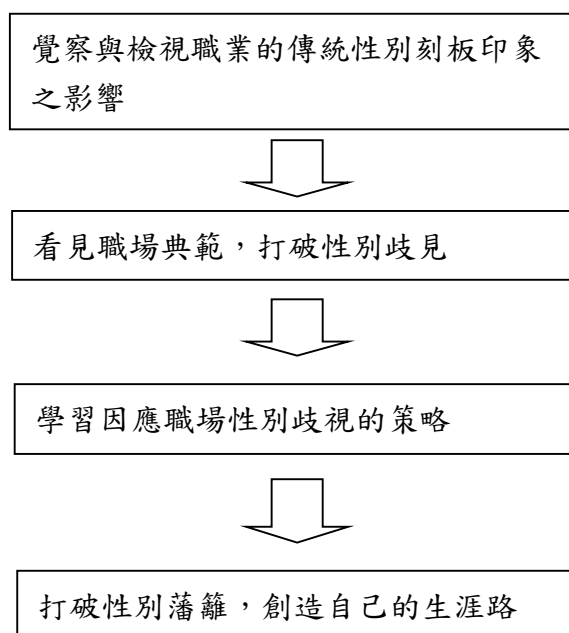 覺察與檢視職業的傳統性別刻板印象
之影響
看見職場典範，打破性別歧見
學習因應職場性別歧視的策略
打破性別藩籬，創造自己的生涯路